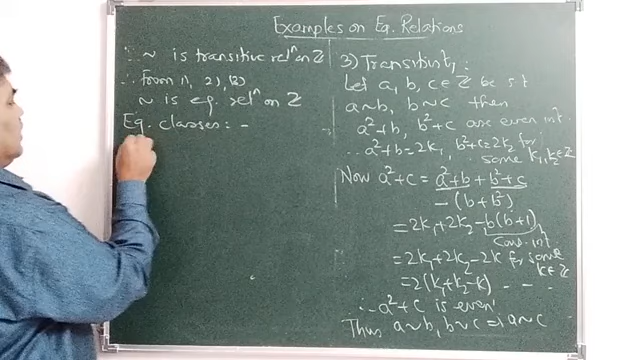 Examples on Eq. Relations
∴ ~ is transitive relⁿ on ℤ
∴ From 1), 2), (3)
~ is eq. relⁿ on ℤ
Eq. classes: -
3) Transitivity:
Let a, b, c ∈ ℤ be s.t
a~b, b~c then
a²+b, b²+c are even int.
∴ a²+b=2k₁, b²+c=2k₂ for
some k₁,k₂∈ℤ
Now a²+c = a²+b + b²+c
-(b+b²)
= 2k₁+2k₂-b(b+1)
Cons. int
= 2k₁+2k₂-2k for some
k∈ℤ
=2(k₁+k₂-k) - - -
∴ a²+c is even
Thus a~b, b~c ⇒ a~c